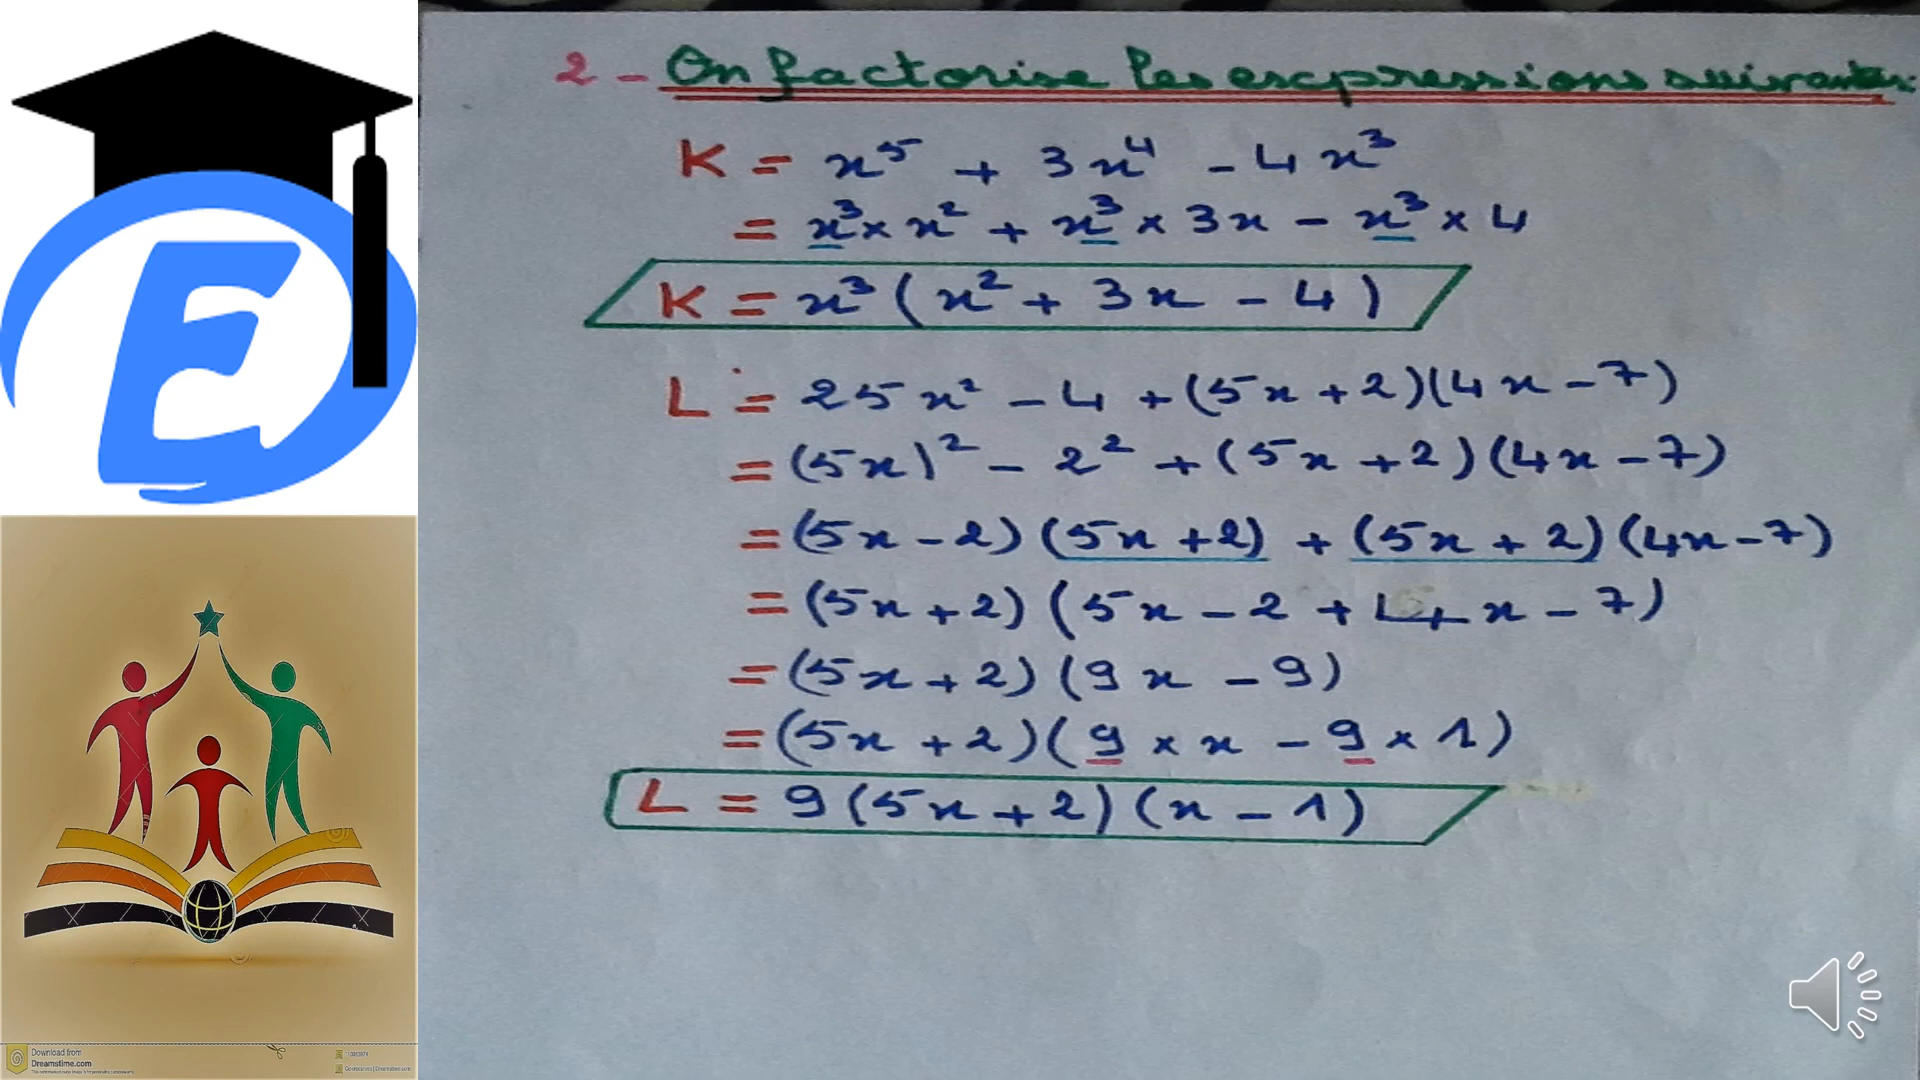 E
2 - On factorise les expressions suivantes:
K = x⁵ + 3x⁴ - 4x³
= x³ × x² + x³ × 3x - x³ × 4
K = x³ (x² + 3x - 4)
L = 25x² - 4 + (5x + 2)(4x - 7)
= (5x)² - 2² + (5x + 2)(4x - 7)
= (5x - 2)(5x + 2) + (5x + 2)(4x - 7)
= (5x + 2)(5x - 2 + 4x - 7)
= (5x + 2)(9x - 9)
= (5x + 2)(9 × x - 9 × 1)
L = 9(5x + 2)(x - 1)
Download from
Dreamstime.com